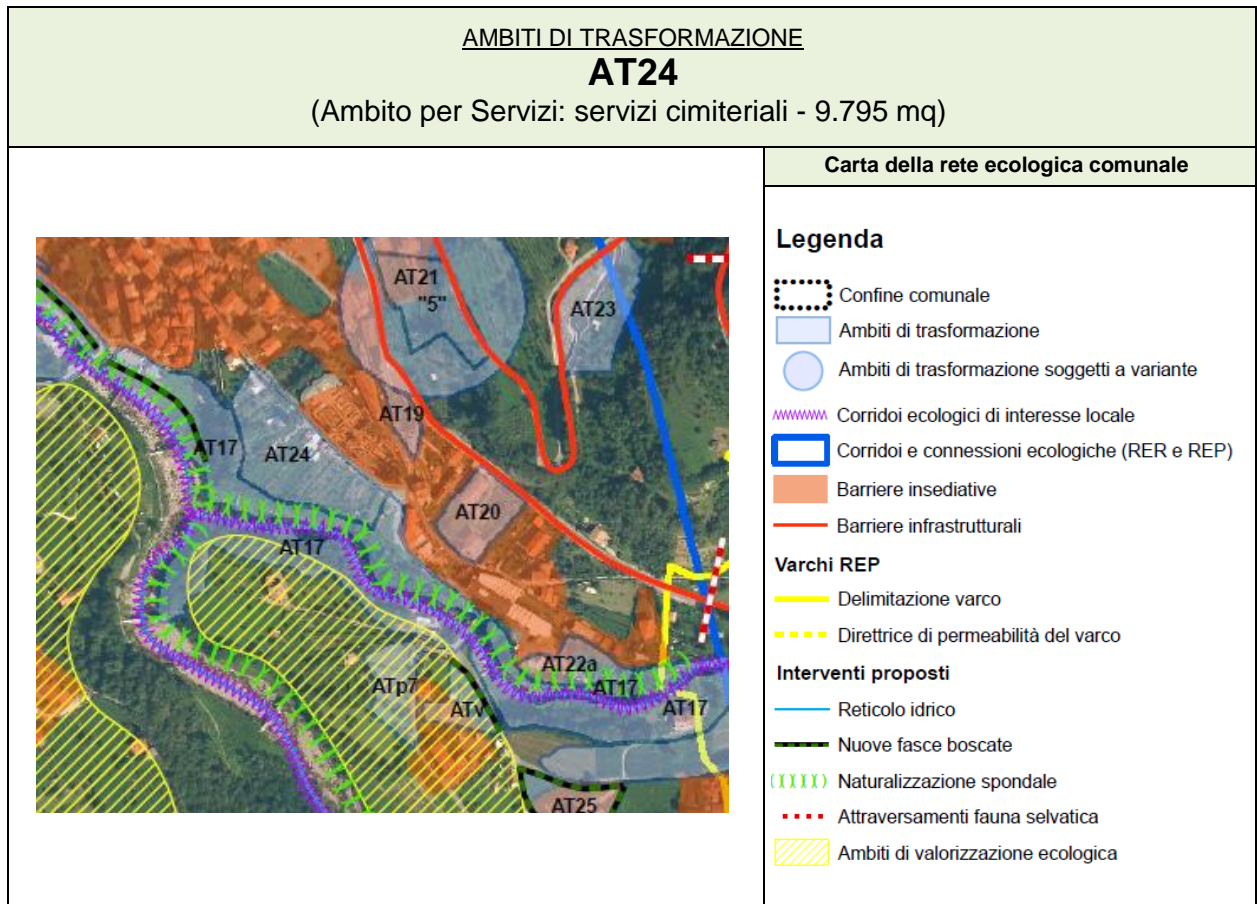 AMBITI DI TRASFORMAZIONE
AT24
(Ambito per Servizi: servizi cimiteriali - 9.795 mq)
Carta della rete ecologica comunale
AT21
"5"
AT23
AT19
AT17
AT24
AT20
AT17
AT22a
AT17
ATp7
ATv
AT17
AT25
Legenda
Confine comunale
Ambiti di trasformazione
Ambiti di trasformazione soggetti a variante
Corridoi ecologici di interesse locale
Corridoi e connessioni ecologiche (RER e REP)
Barriere insediative
Barriere infrastrutturali
Varchi REP
Delimitazione varco
Direttrice di permeabilità del varco
Interventi proposti
Reticolo idrico
Nuove fasce boscate
Naturalizzazione spondale
Attraversamenti fauna selvatica
Ambiti di valorizzazione ecologica